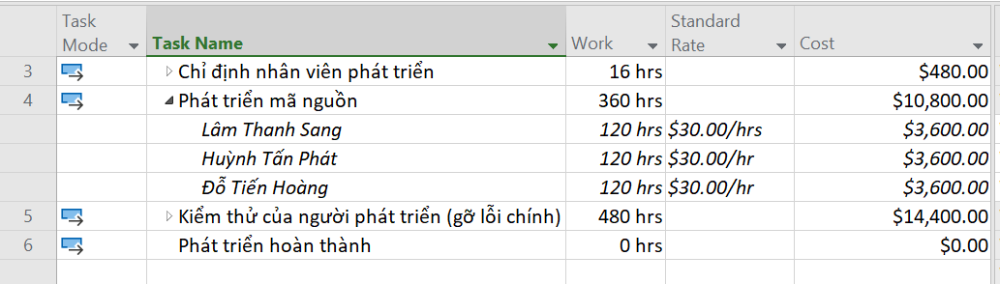 Task Mode Task Name Work Standard Rate Cost
3 Chỉ định nhân viên phát triển 16 hrs $480.00
4 Phát triển mã nguồn 360 hrs $10,800.00
Lâm Thanh Sang 120 hrs $30.00/hrs $3,600.00
Huỳnh Tấn Phát 120 hrs $30.00/hr $3,600.00
Đỗ Tiến Hoàng 120 hrs $30.00/hr $3,600.00
5 Kiểm thử của người phát triển (gỡ lỗi chính) 480 hrs $14,400.00
6 Phát triển hoàn thành 0 hrs $0.00